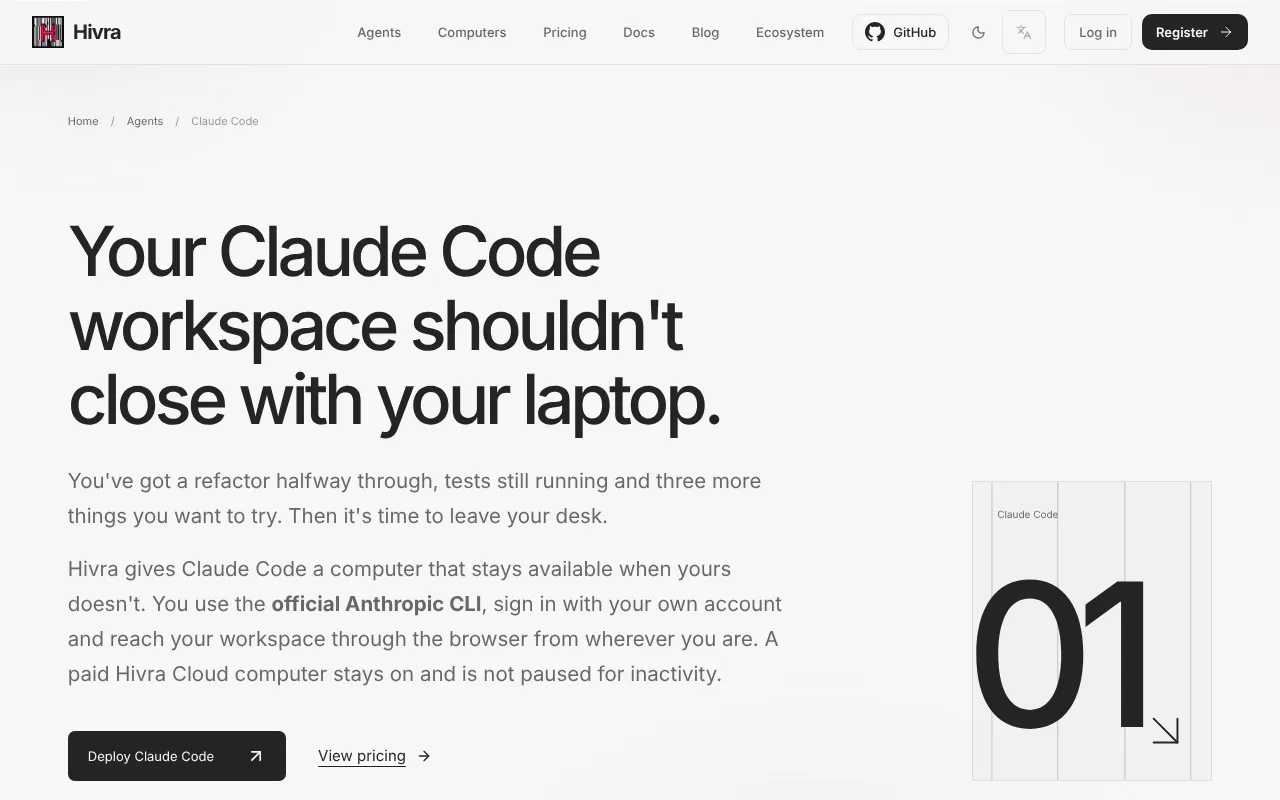 Hivra
Agents
Computers
Pricing
Docs
Blog
Ecosystem
GitHub
Log in
Register
Home / Agents / Claude Code
Your Claude Code
workspace shouldn't
close with your laptop.
You've got a refactor halfway through, tests still running and three more
things you want to try. Then it's time to leave your desk.
Hivra gives Claude Code a computer that stays available when yours
doesn't. You use the official Anthropic CLI, sign in with your own account
and reach your workspace through the browser from wherever you are. A
paid Hivra Cloud computer stays on and is not paused for inactivity.
Deploy Claude Code
View pricing
Claude Code
01